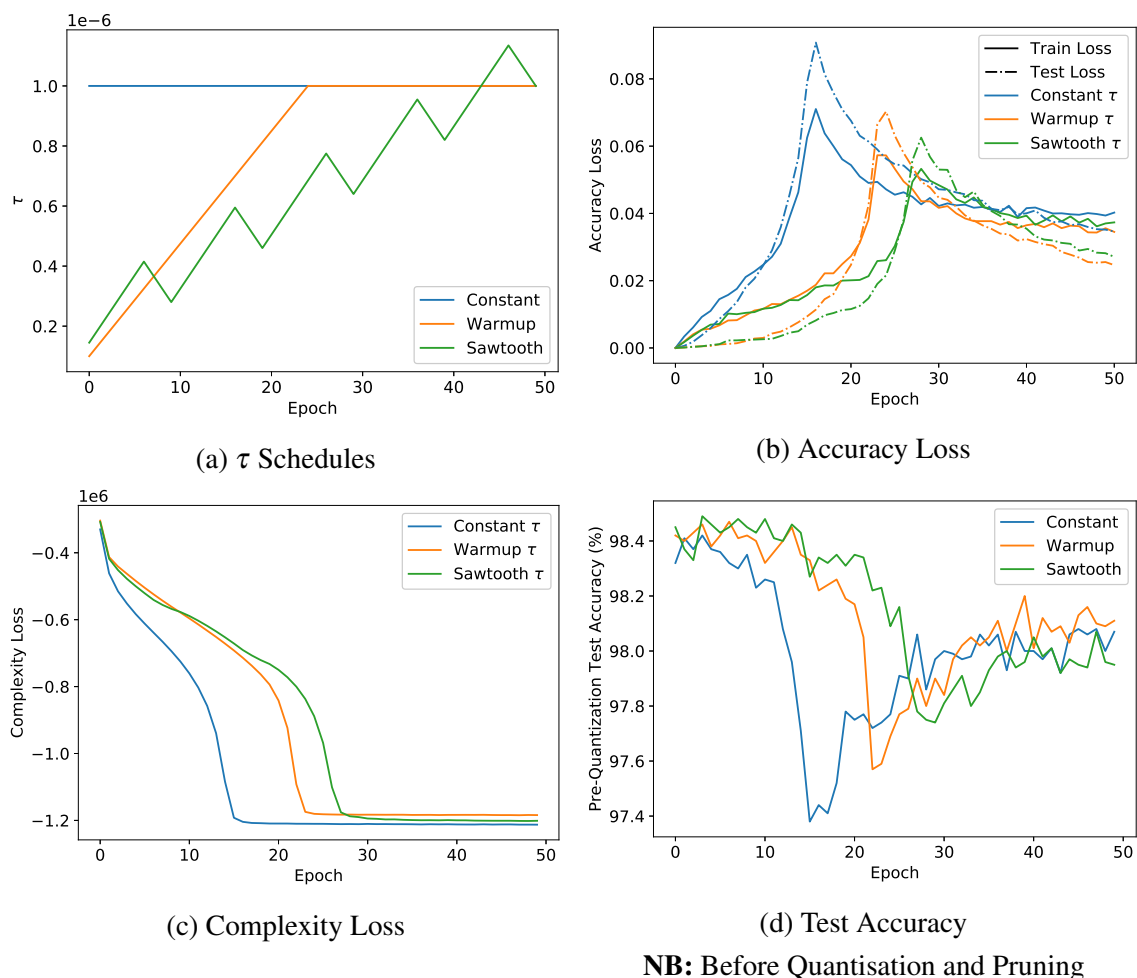 1e−6
1.0
0.8
0.6
0.4
0.2
τ
0 10 20 30 40 50
Epoch
Constant
Warmup
Sawtooth
(a) τ Schedules
0.08
0.06
0.04
0.02
0.00
Accuracy Loss
0 10 20 30 40 50
Epoch
Train Loss
Test Loss
Constant τ
Warmup τ
Sawtooth τ
(b) Accuracy Loss
1e6
−0.4
−0.6
−0.8
−1.0
−1.2
Complexity Loss
0 10 20 30 40 50
Epoch
Constant τ
Warmup τ
Sawtooth τ
(c) Complexity Loss
98.4
98.2
98.0
97.8
97.6
97.4
Pre-Quantization Test Accuracy (%)
0 10 20 30 40 50
Epoch
Constant
Warmup
Sawtooth
(d) Test Accuracy
NB: Before Quantisation and Pruning